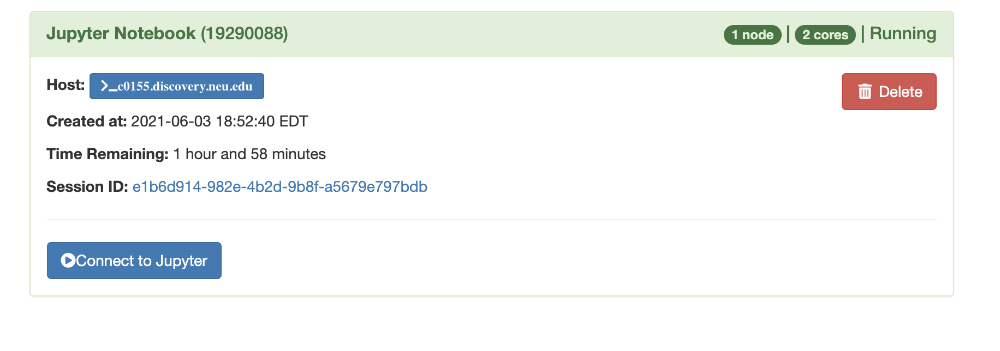 Jupyter Notebook (19290088)
1 node | 2 cores | Running
Host: >_c0155.discovery.neu.edu
Delete
Created at: 2021-06-03 18:52:40 EDT
Time Remaining: 1 hour and 58 minutes
Session ID: e1b6d914-982e-4b2d-9b8f-a5679e797bdb
Connect to Jupyter